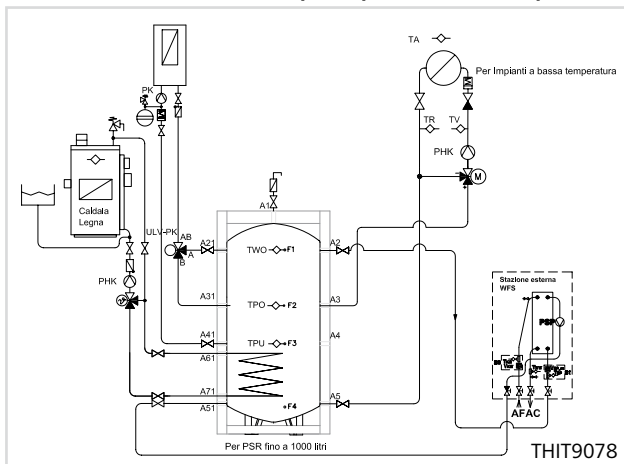 TA
Per Impianti a bassa temperatura
PK
TR
TV
PHK
M
Caldaia
Legna
A1
ULV-PK
AB
A
B
A21
TWO
F1
A2
Stazione esterna
WFS
PHK
A31
TPO
F2
A3
PSP
A41
TPU
F3
A4
A61
A71
A51
F4
A5
AFAC
Per PSR fino a 1000 litri
THIT9078